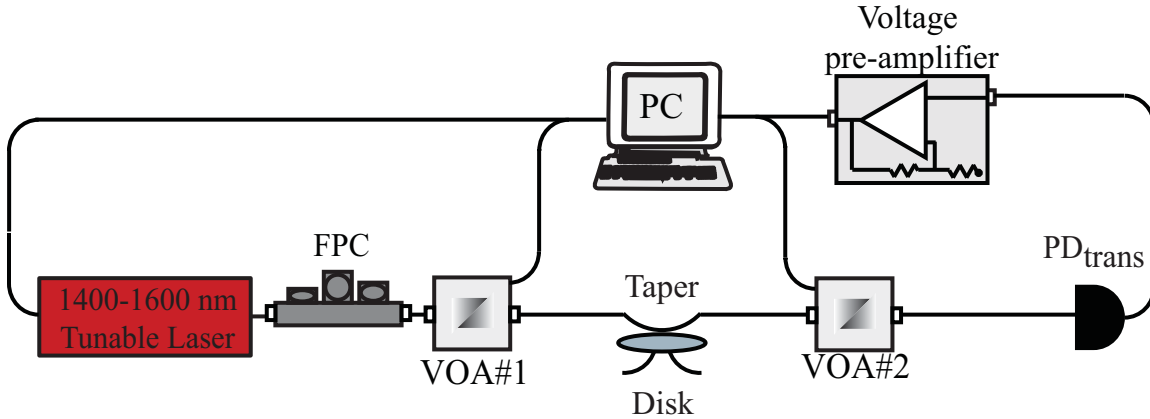 Voltage
pre-amplifier
PC
FPC
1400-1600 nm
Tunable Laser
VOA#1
Taper
Disk
VOA#2
PDtrans